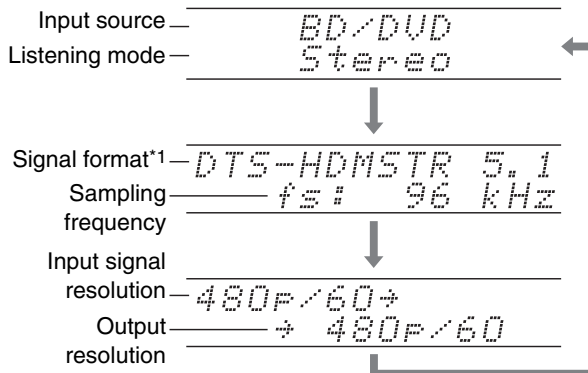 Input source
BD/DVD
Listening mode
Stereo
Signal format*1
DTS-HDMSTR 5.1
Sampling
frequency
fs: 96 kHz
Input signal
resolution
480p/60→
Output
resolution
→ 480p/60